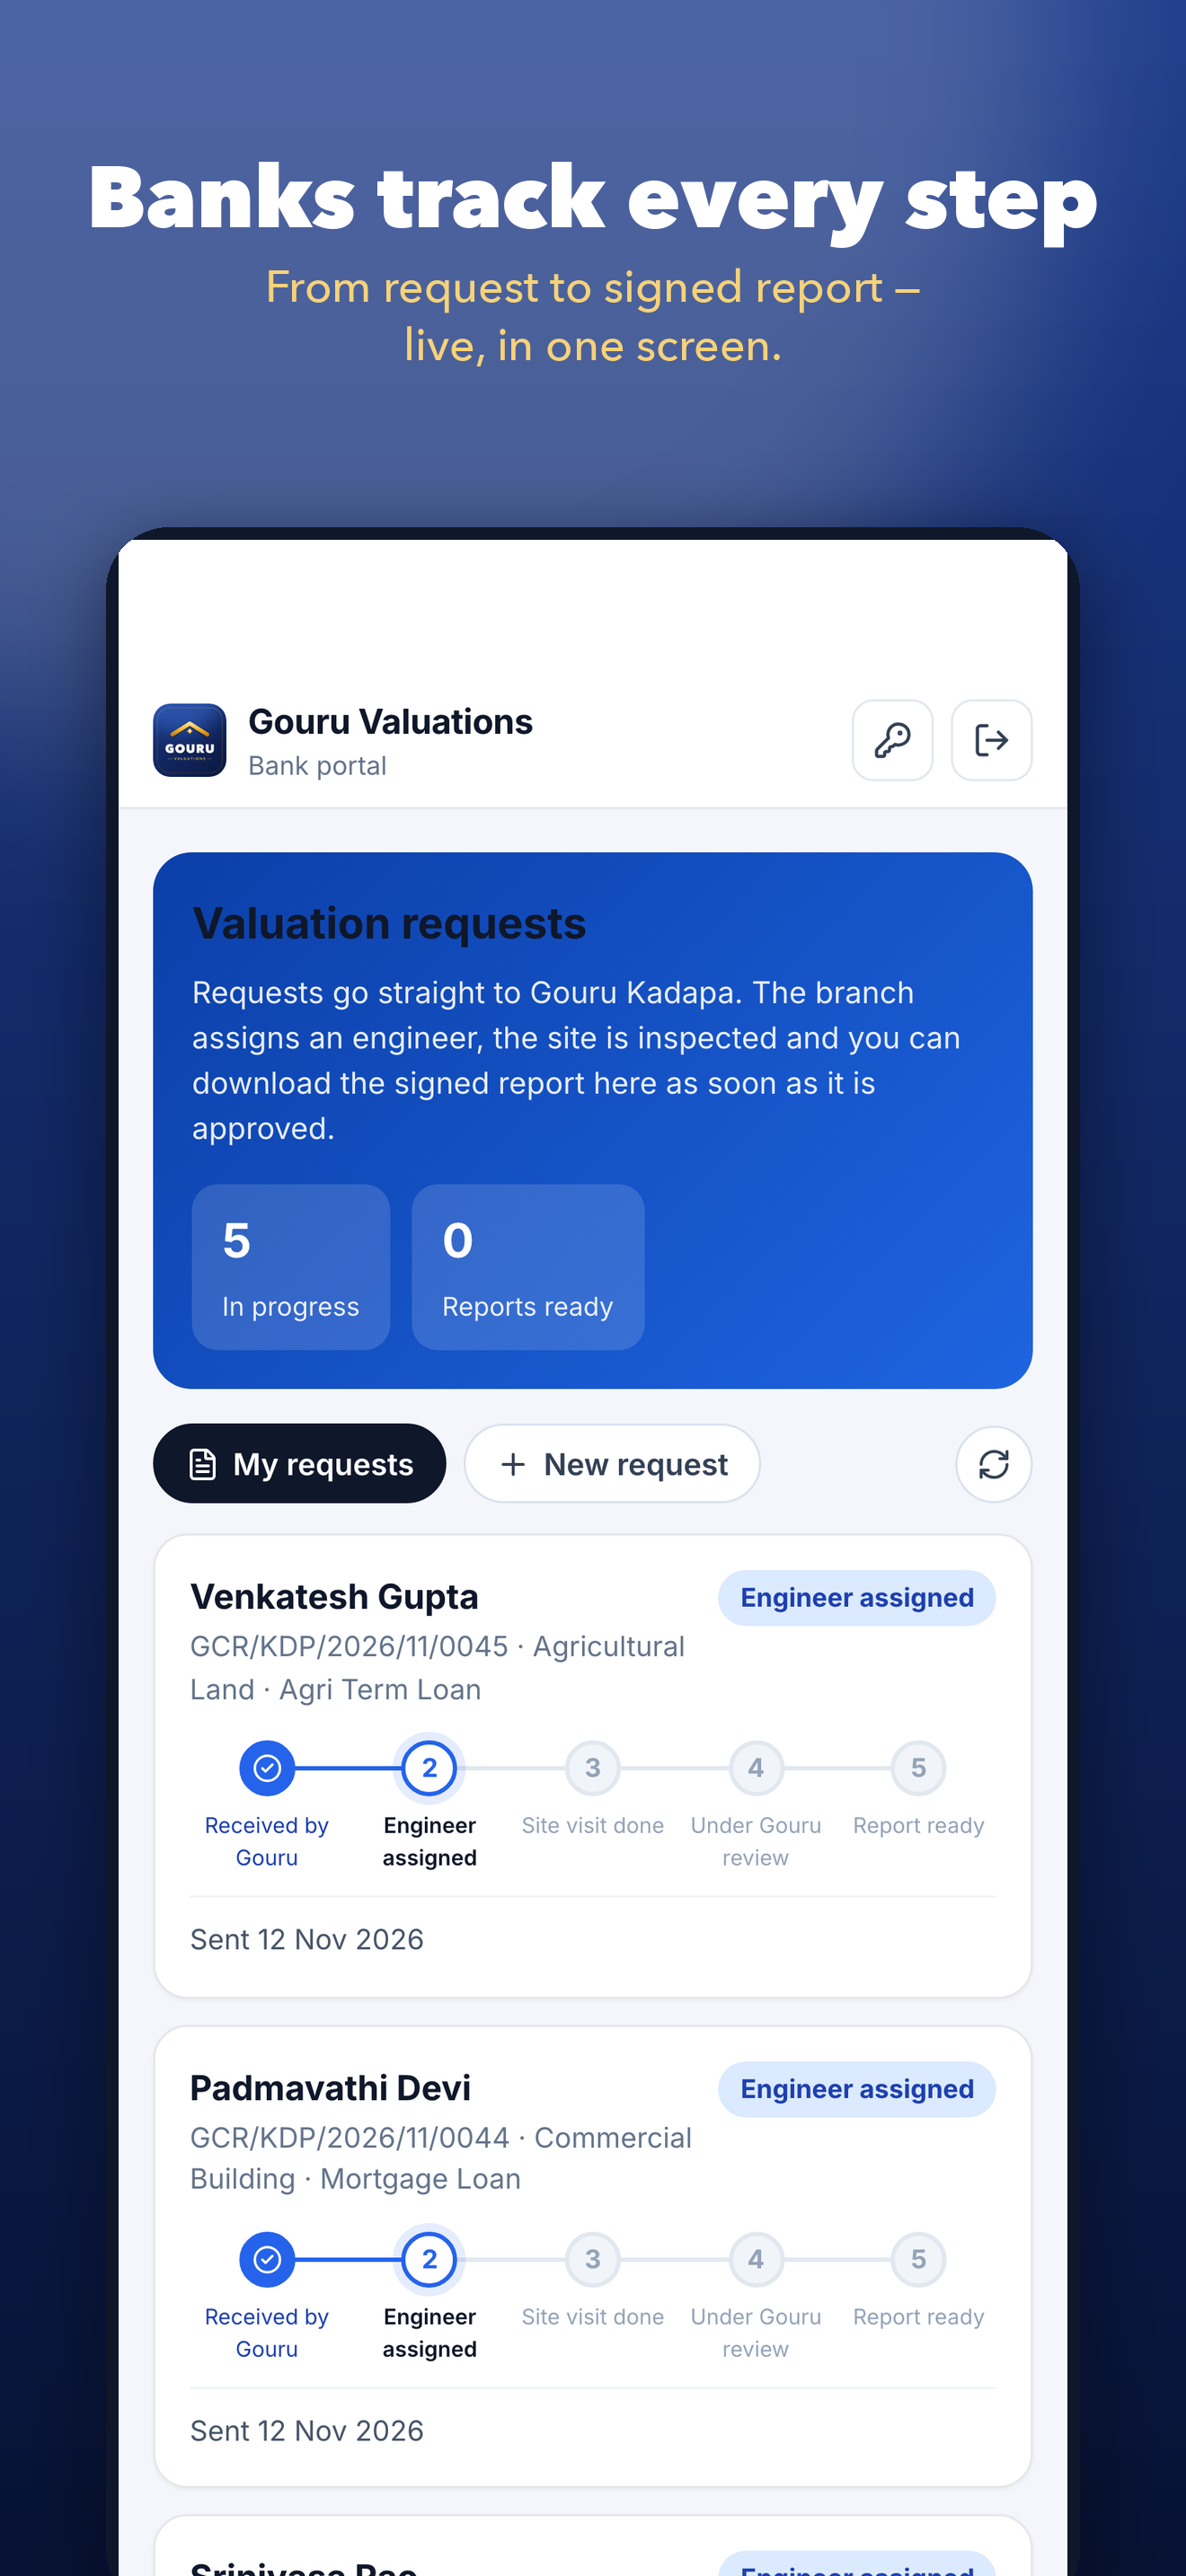 Banks track every step
From request to signed report –
live, in one screen.
GOURU
VALUATIONS
Gouru Valuations
Bank portal
Valuation requests
Requests go straight to Gouru Kadapa. The branch
assigns an engineer, the site is inspected and you can
download the signed report here as soon as it is
approved.
5
In progress
0
Reports ready
My requests
New request
Venkatesh Gupta
Engineer assigned
GCR/KDP/2026/11/0045 · Agricultural
Land · Agri Term Loan
2
3
4
5
Received by
Gouru
Engineer
assigned
Site visit done
Under Gouru
review
Report ready
Sent 12 Nov 2026
Padmavathi Devi
Engineer assigned
GCR/KDP/2026/11/0044 · Commercial
Building · Mortgage Loan
2
3
4
5
Received by
Gouru
Engineer
assigned
Site visit done
Under Gouru
review
Report ready
Sent 12 Nov 2026
Srinivasa Rao
Engineer assigned